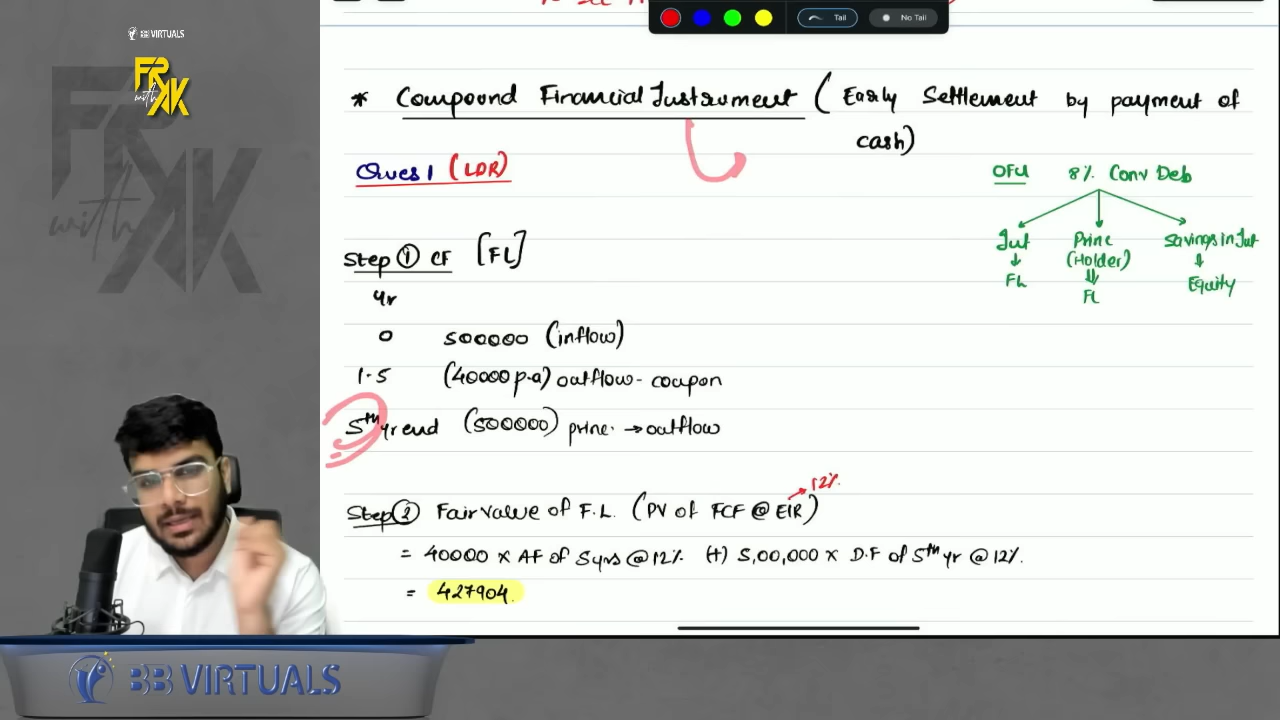 BB VIRTUALS
FR
with
AK
Tail
No Tail
* Compound Financial Instrument (Early Settlement by payment of
cash)
Ques 1 (LDR)
OFCI 8% Conv Deb
Int
↓
FL
Princ
(Holder)
⇓
FL
Savings in Int
↓
Equity
Step ① CF [FL]
Yr
0 500000 (inflow)
1-5 (40000 p.a) outflow - coupon
5th yr end (500000) princ. → outflow
Step ② Fair value of F.L. (PV of FCF @ EIR) → 12%
= 40000 × AF of 5yrs @ 12% (+) 5,00,000 × D.F of 5th yr @ 12%.
= 427904.
BB VIRTUALS